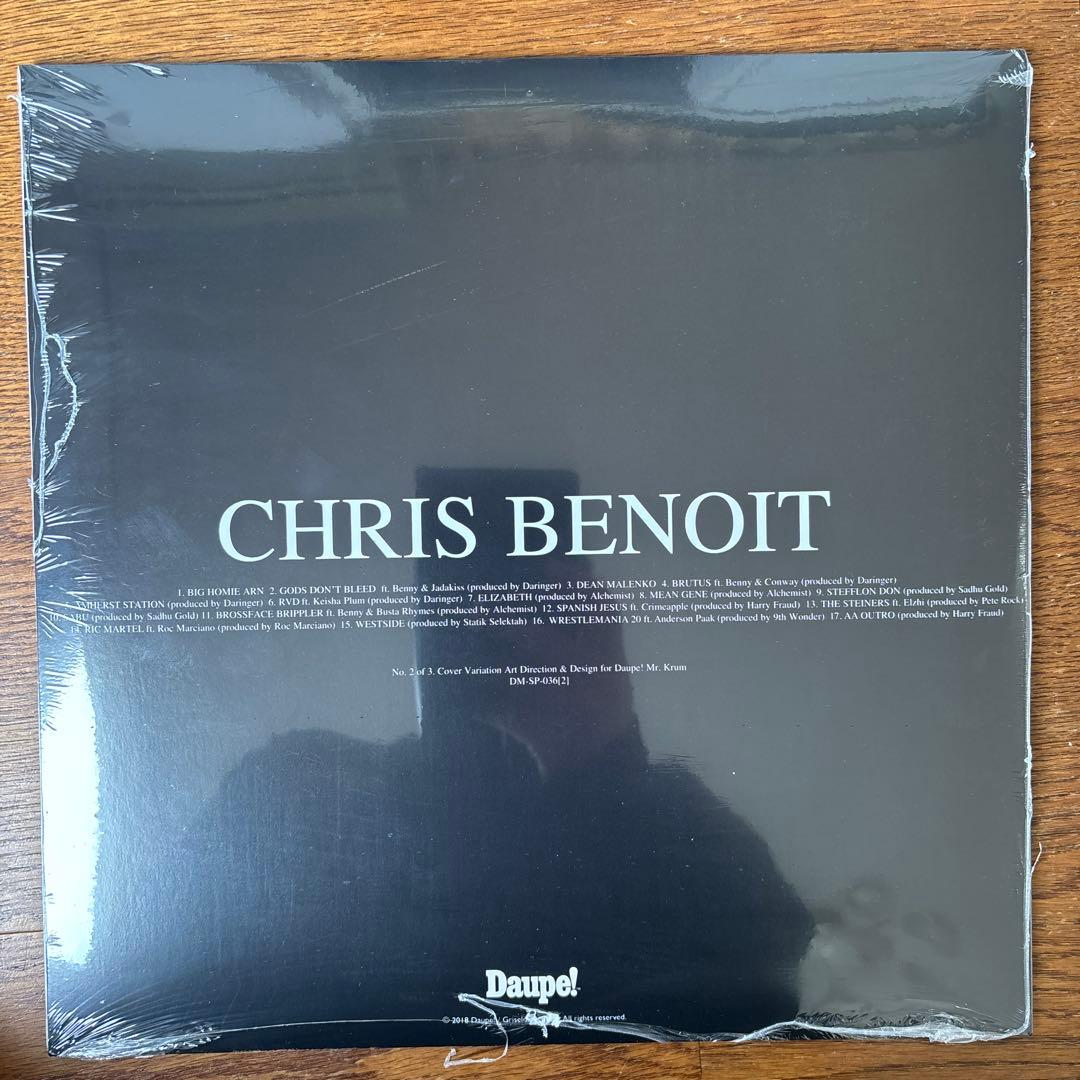 CHRIS BENOIT
1. BIG HOMIE ARN 2. GODS DON'T BLEED ft. Benny & Jadakiss (produced by Daringer) 3. DEAN MALENKO 4. BRUTUS ft. Benny & Conway (produced by Daringer)
AMHERST STATION (produced by Daringer) 6. RVD ft. Keisha Plum (produced by Daringer) 7. ELIZABETH (produced by Alchemist) 8. MEAN GENE (produced by Alchemist) 9. STEFFLON DON (produced by Sadhu Gold)
10. SABU (produced by Sadhu Gold) 11. BROSSFACE BRIPPLER ft. Benny & Busta Rhymes (produced by Alchemist) 12. SPANISH JESUS ft. Crimeapple (produced by Harry Fraud) 13. THE STEINERS ft. Elzhi (produced by Pete Rock)
14. RIC MARTEL ft. Roc Marciano (produced by Roc Marciano) 15. WESTSIDE (produced by Statik Selektah) 16. WRESTLEMANIA 20 ft. Anderson Paak (produced by 9th Wonder) 17. AA OUTRO (produced by Harry Fraud)
No. 2 of 3. Cover Variation Art Direction & Design for Daupe! Mr. Krum
DM-SP-036[2]
Daupe!
© 2018 Daupe! All rights reserved.